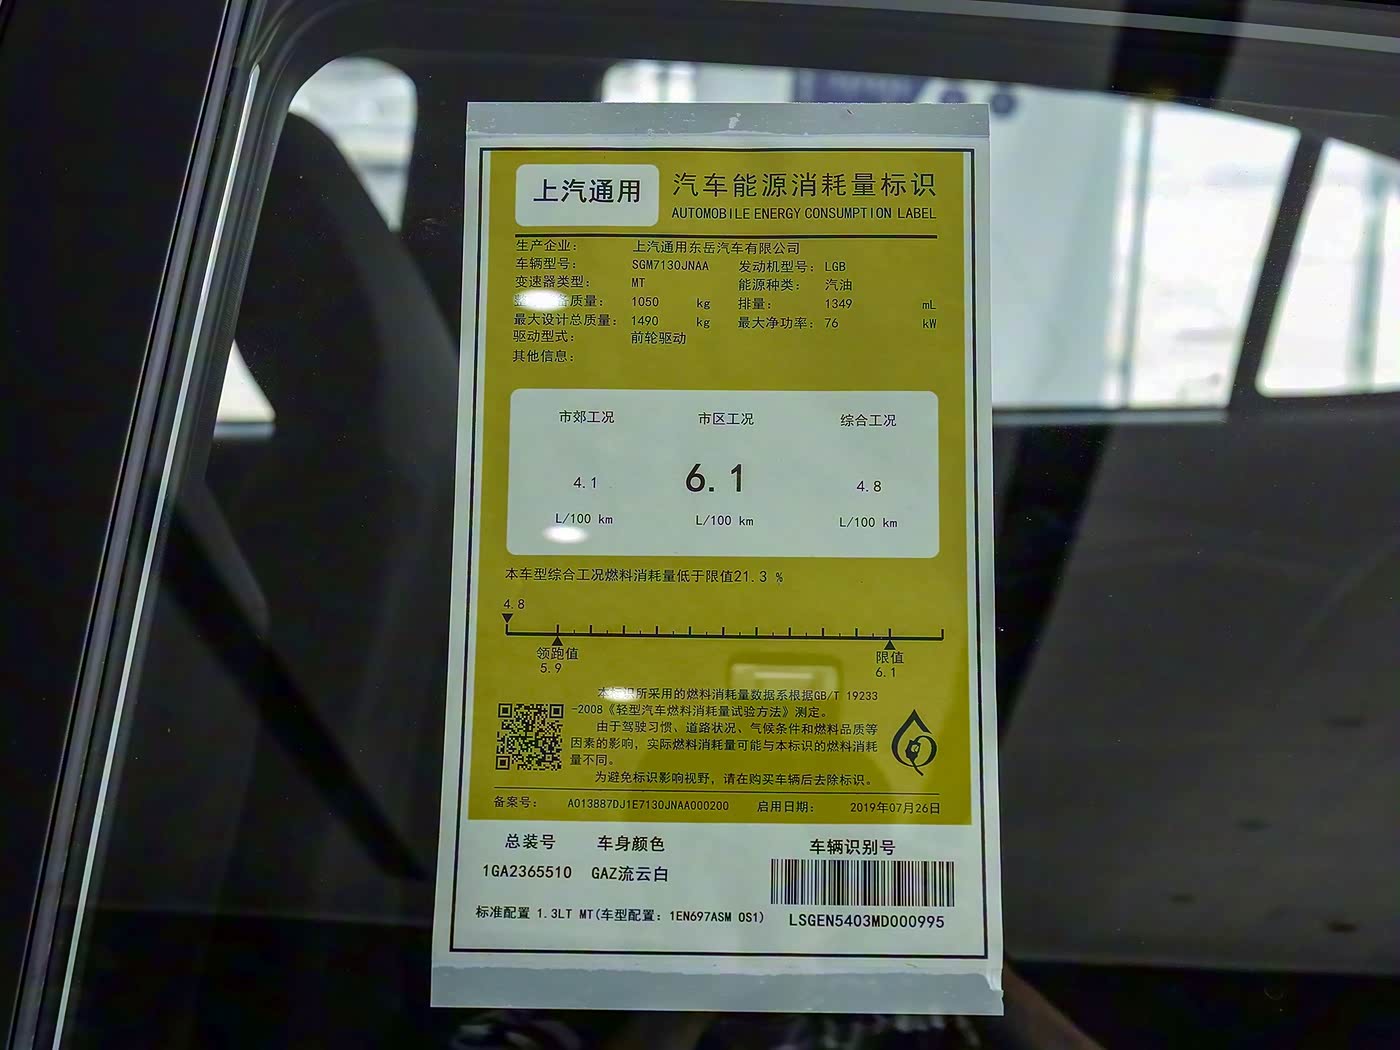 上汽通用
汽车能源消耗量标识
AUTOMOBILE ENERGY CONSUMPTION LABEL
生产企业： 上汽通用东岳汽车有限公司
车辆型号： SGM7130JNAA 发动机型号： LGB
变速器类型： MT 能源种类： 汽油
质量： 1050 kg 排量： 1349 mL
最大设计总质量： 1490 kg 最大净功率： 76 kW
驱动型式： 前轮驱动
其他信息：
市郊工况 市区工况 综合工况
4.1 6.1 4.8
L/100 km L/100 km L/100 km
本车型综合工况燃料消耗量低于限值21.3 %
4.8
领跑值 限值
5.9 6.1
所采用的燃料消耗量数据系根据GB/T 19233
-2008《轻型汽车燃料消耗量试验方法》测定。
由于驾驶习惯、道路状况、气候条件和燃料品质等
因素的影响，实际燃料消耗量可能与本标识的燃料消耗
量不同。
为避免标识影响视野，请在购买车辆后去除标识。
备案号： A013887DJ1E7130JNAA000200 启用日期： 2019年07月26日
总装号 车身颜色 车辆识别号
1GA2365510 GAZ流云白
标准配置 1.3LT MT(车型配置：1EN697ASM 0S1) LSGEN5403MD000995